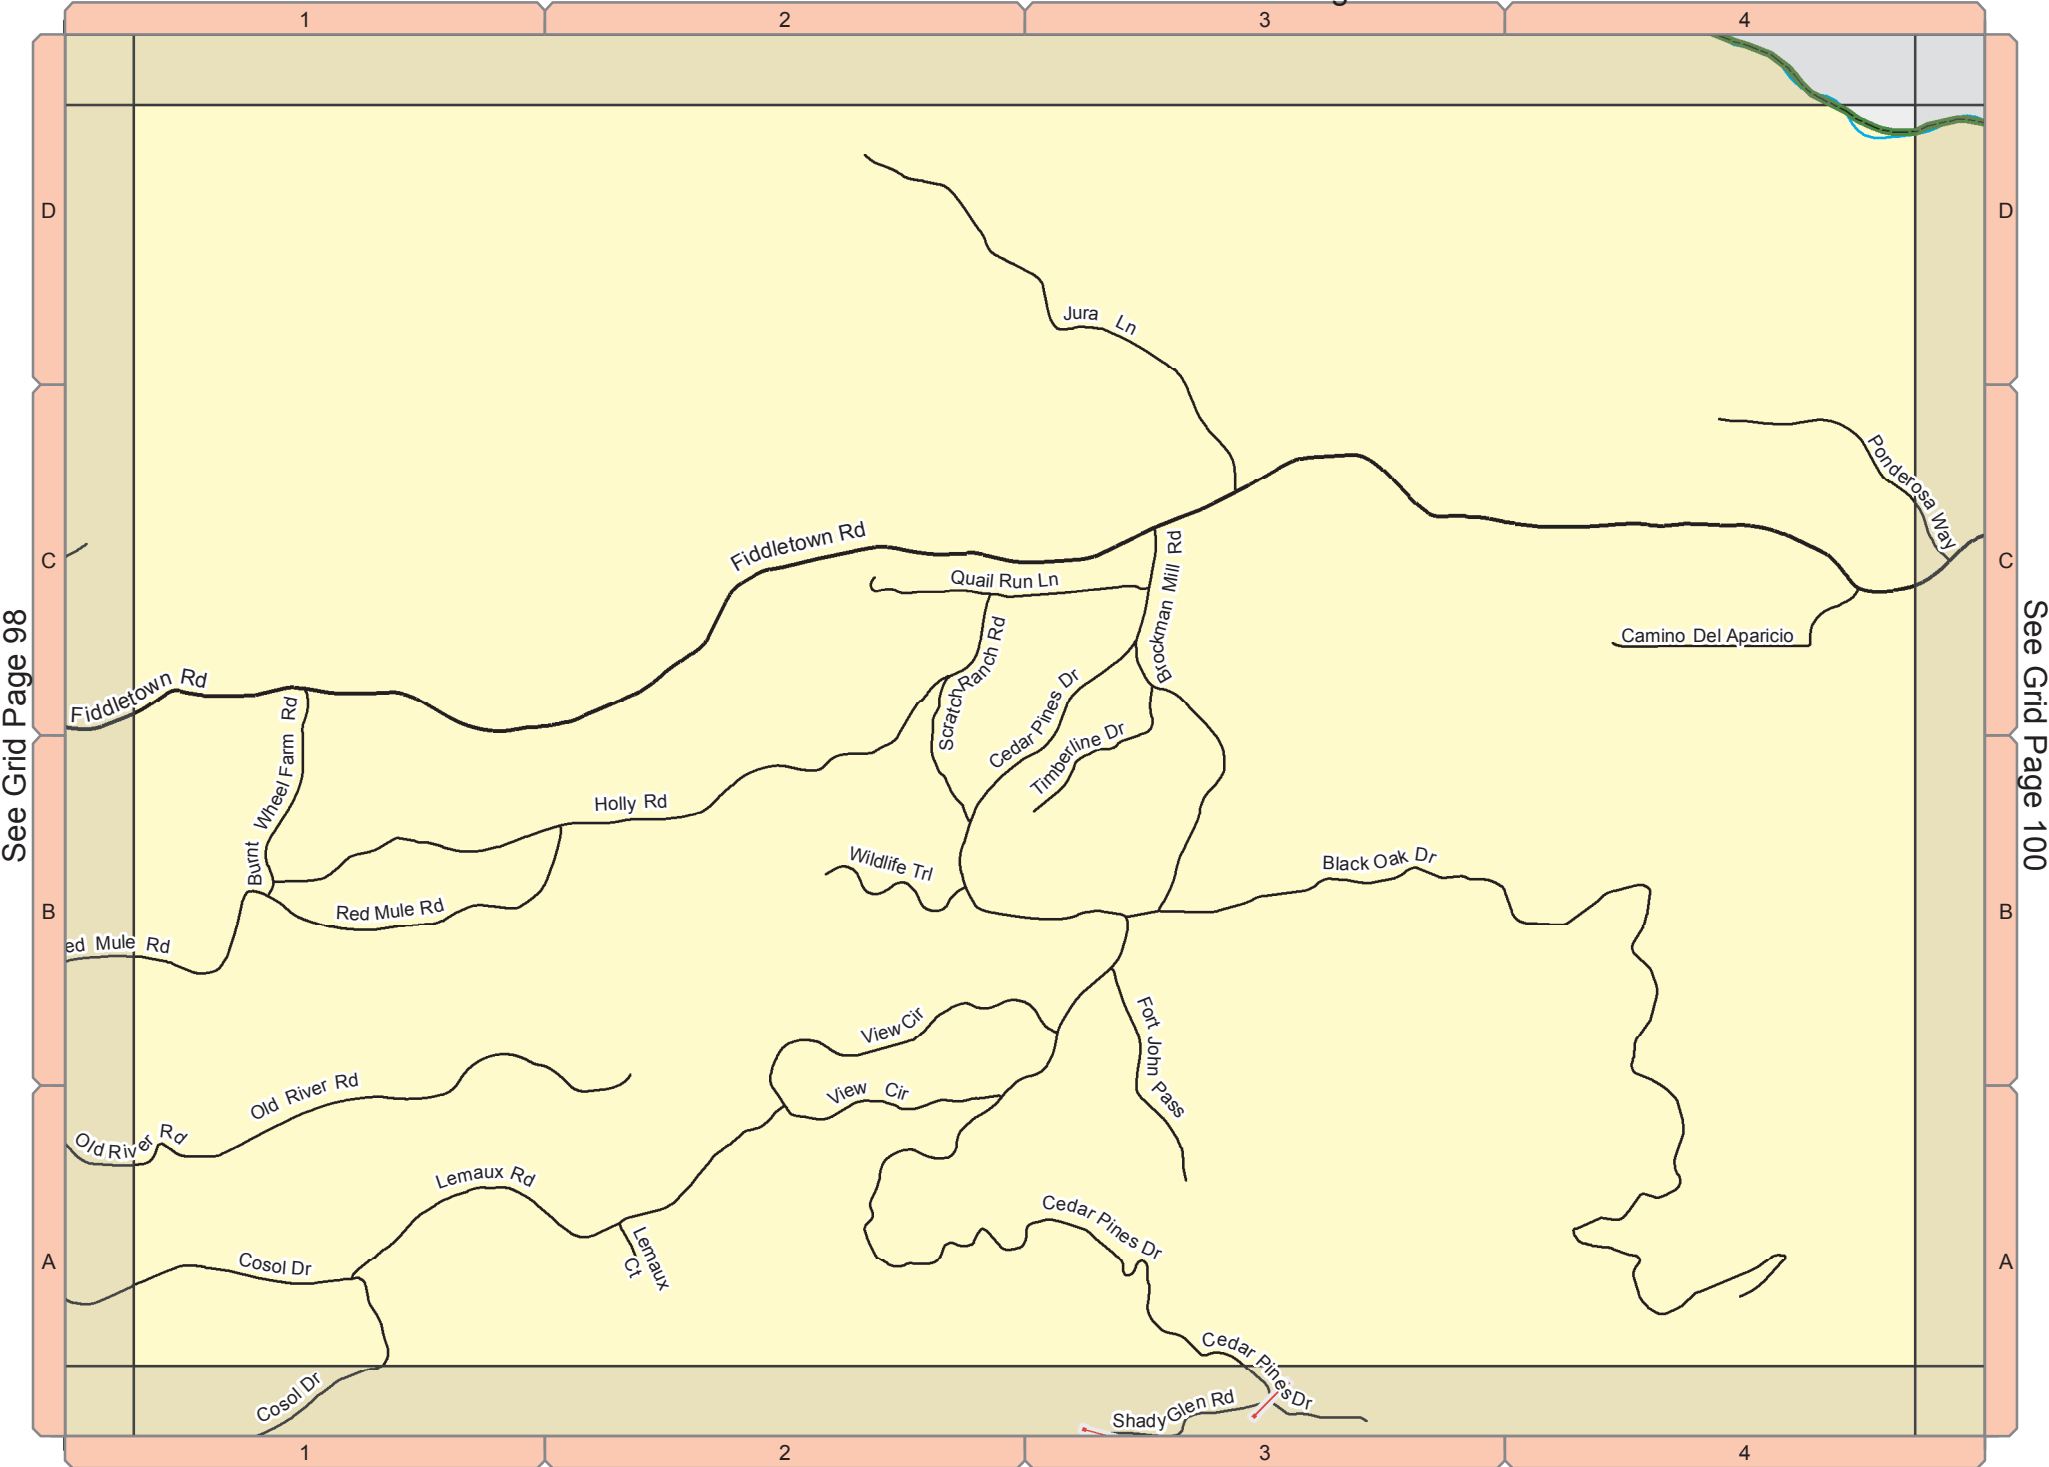 1
2
3
4
D
D
Jura Ln
Ponderosa Way
Fiddletown Rd
Brockman Mill Rd
C
C
Quail Run Ln
See Grid Page 98
See Grid Page 100
Camino Del Aparicio
Scratch Ranch Rd
Fiddletown Rd
Cedar Pines Dr
Timberline Dr
Burnt Wheel Farm Rd
Holly Rd
Wildlife Trl
Black Oak Dr
B
B
Red Mule Rd
ed Mule Rd
Fort John Pass
View Cir
View Cir
Old River Rd
Old River Rd
Lemaux Rd
Cedar Pines Dr
Lemaux
Ct
A
A
Cosol Dr
Cedar Pines Dr
Cosol Dr
Shady Glen Rd
1
2
3
4